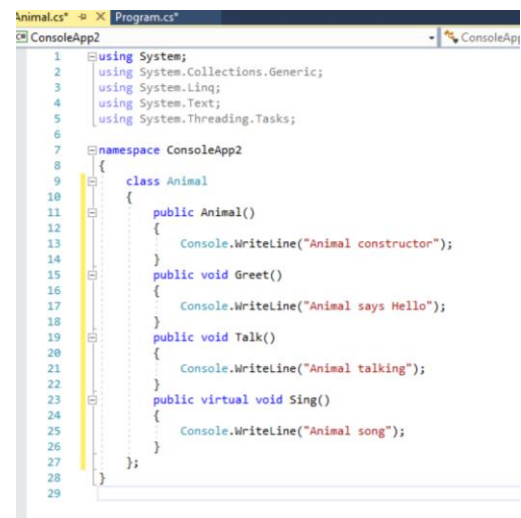 Animal.cs* Program.cs*
ConsoleApp2 ConsoleApp
1 using System;
2 using System.Collections.Generic;
3 using System.Linq;
4 using System.Text;
5 using System.Threading.Tasks;
6
7 namespace ConsoleApp2
8 {
9 class Animal
10 {
11 public Animal()
12 {
13 Console.WriteLine("Animal constructor");
14 }
15 public void Greet()
16 {
17 Console.WriteLine("Animal says Hello");
18 }
19 public void Talk()
20 {
21 Console.WriteLine("Animal talking");
22 }
23 public virtual void Sing()
24 {
25 Console.WriteLine("Animal song");
26 }
27 };
28 }
29